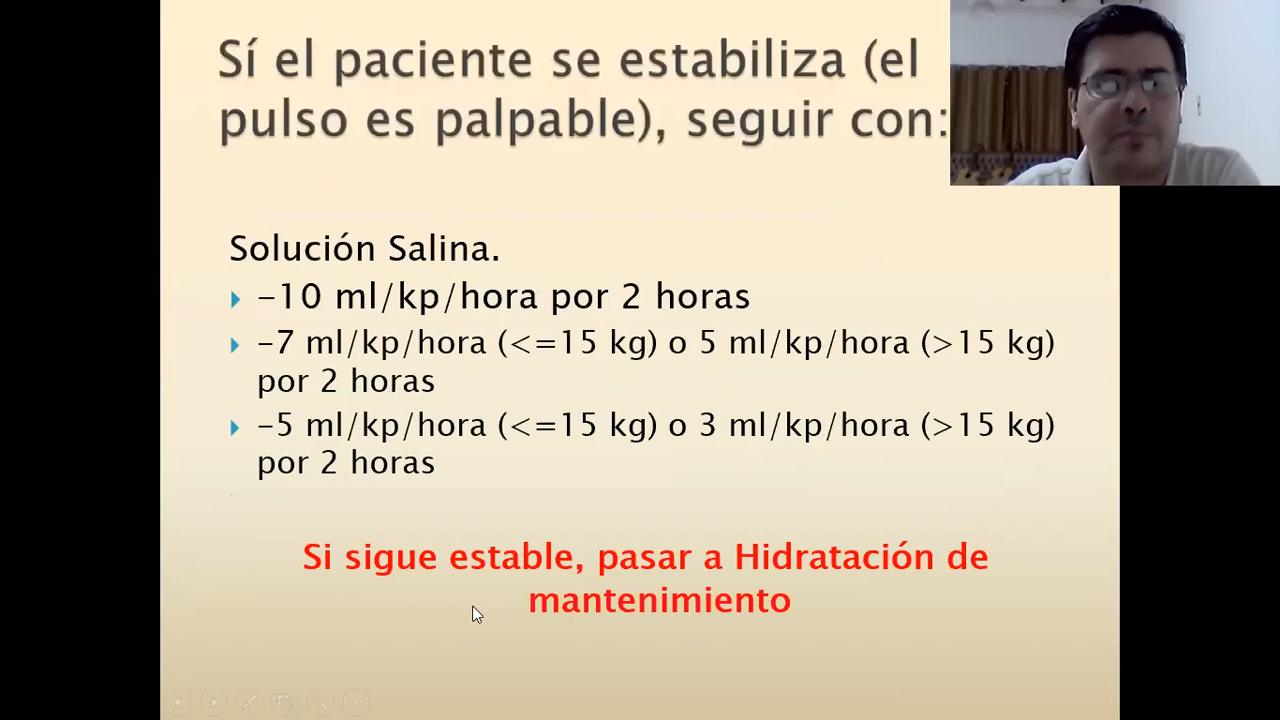 Sí el paciente se estabiliza (el
pulso es palpable), seguir con:
Solución Salina.
-10 ml/kp/hora por 2 horas
-7 ml/kp/hora (<=15 kg) o 5 ml/kp/hora (>15 kg)
por 2 horas
-5 ml/kp/hora (<=15 kg) o 3 ml/kp/hora (>15 kg)
por 2 horas
Si sigue estable, pasar a Hidratación de
mantenimiento